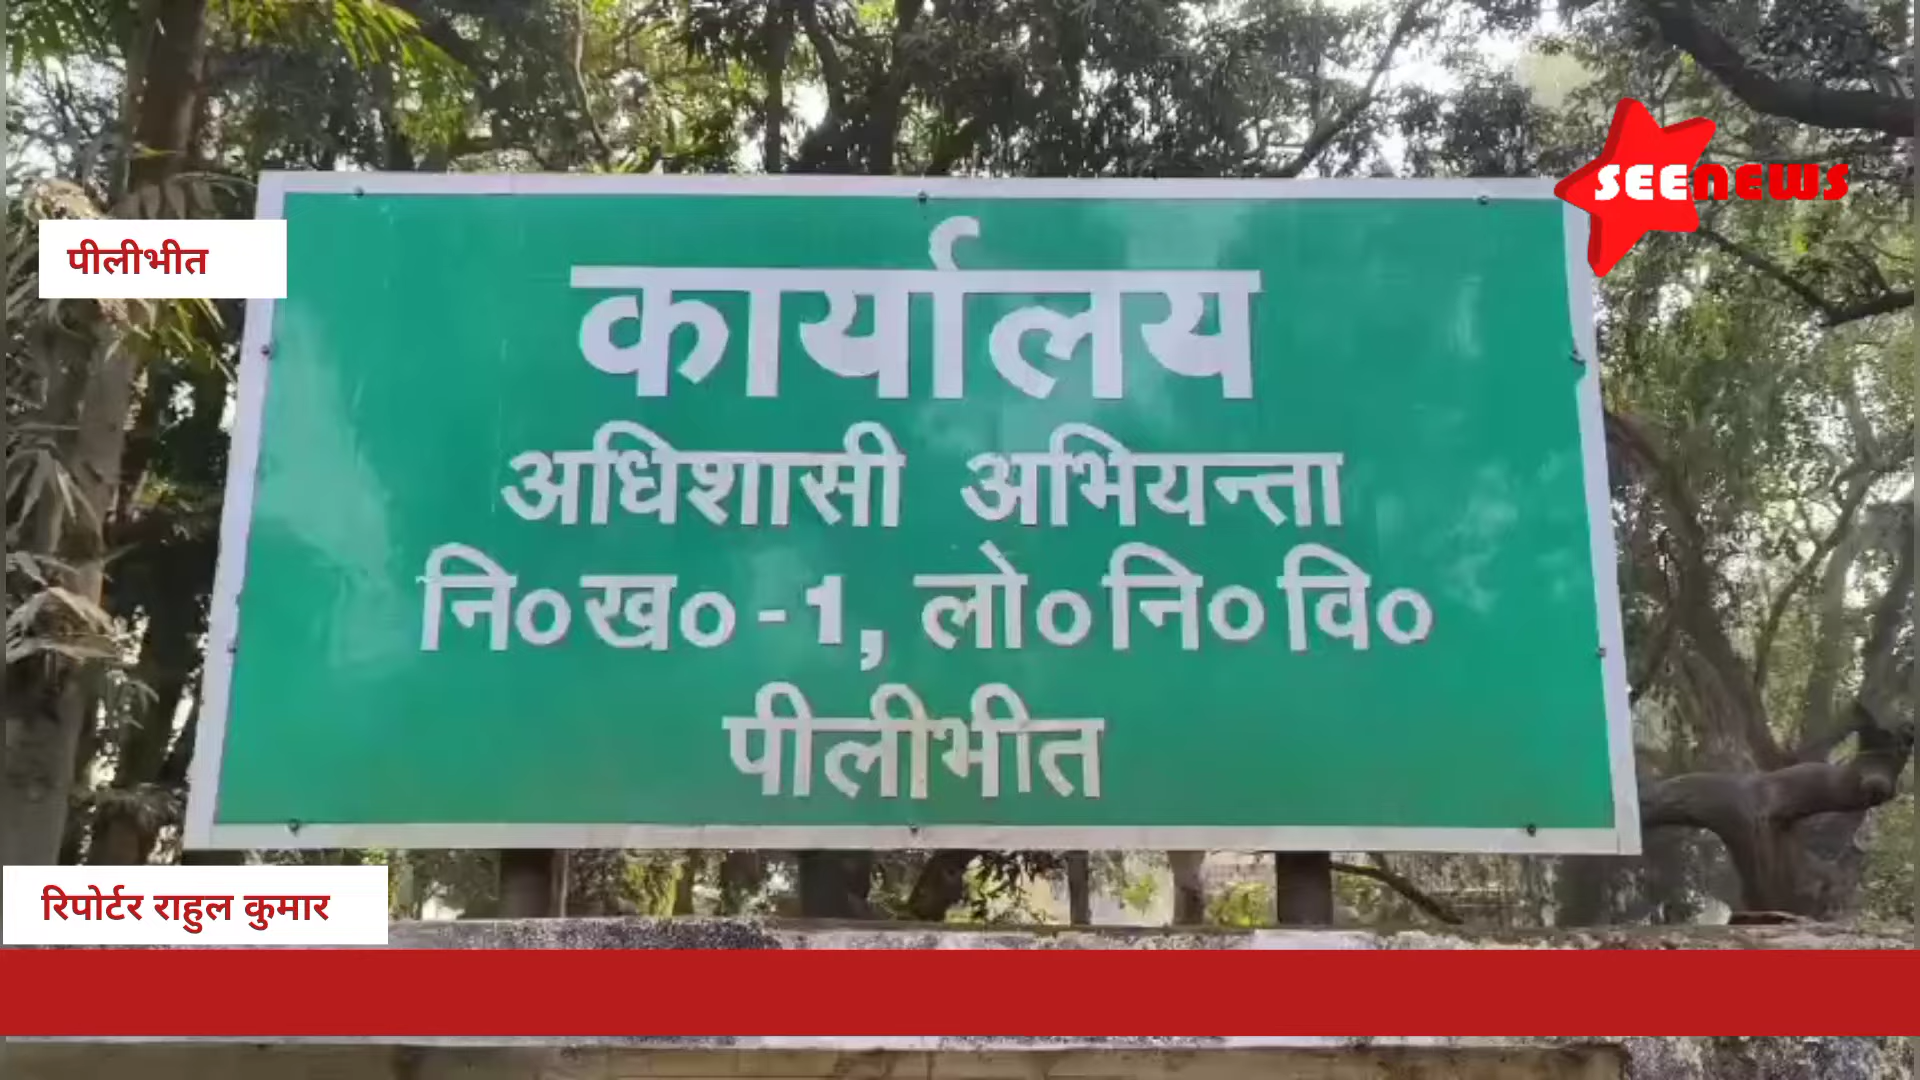 SEENEWS
पीलीभीत
कार्यालय
अधिशासी अभियन्ता
नि०ख०-1, लो०नि०वि०
पीलीभीत
रिपोर्टर राहुल कुमार